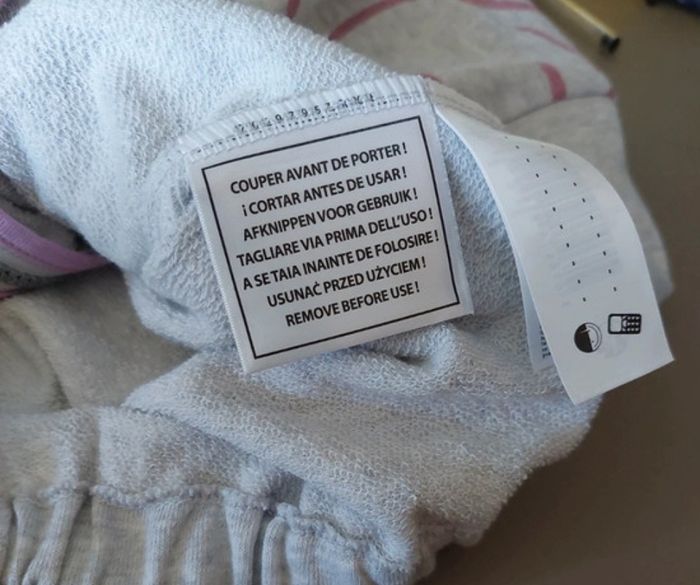 COUPER AVANT DE PORTER !
¡ CORTAR ANTES DE USAR !
AFKNIPPEN VOOR GEBRUIK !
TAGLIARE VIA PRIMA DELL'USO !
A SE TAIA INAINTE DE FOLOSIRE !
USUNAĆ PRZED UŻYCIEM !
REMOVE BEFORE USE !